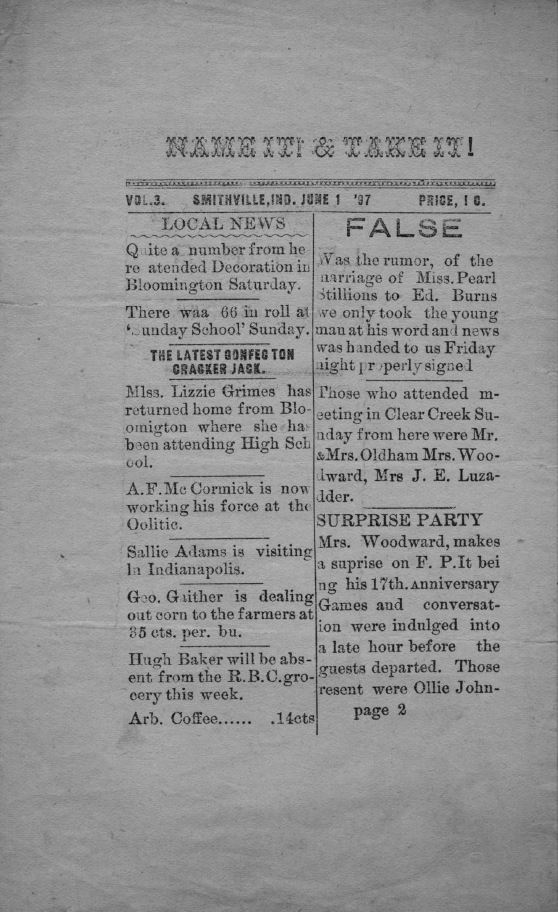 NAME IT! & TAKE IT!
VOL.3. SMITHVILLE,IND. JUNE 1 '97 PRICE, 1 C.
LOCAL NEWS
Quite a number from he
re atended Decoration in
Bloomington Saturday.
There waa 66 in roll at
'Sunday School' Sunday.
THE LATEST CONFECTON
CRACKER JACK.
Mlss. Lizzie Grimes has
returned home from Blo-
omigton where she has
been attending High Sch
ool.
A.F.Mc Cormick is now
working his force at the
Oolitic.
Sallie Adams is visiting
In Indianapolis.
Geo. Gaither is dealing
out corn to the farmers at
35 cts. per. bu.
Hugh Baker will be abs-
ent from the R.B.C.gro-
cery this week.
Arb. Coffee...... .14cts
FALSE
Was the rumor, of the
marriage of Miss.Pearl
Stillions to Ed. Burns
we only took the young
man at his word and news
was handed to us Friday
night properly signed
Those who attended m-
eeting in Clear Creek Su-
nday from here were Mr.
&Mrs.Oldham Mrs.Woo-
dward, Mrs J. E. Luza-
dder.
SURPRISE PARTY
Mrs. Woodward, makes
a suprise on F. P.It bei
ng his 17th.Anniversary
Games and conversat-
ion were indulged into
a late hour before the
guests departed. Those
resent were Ollie John-
page 2